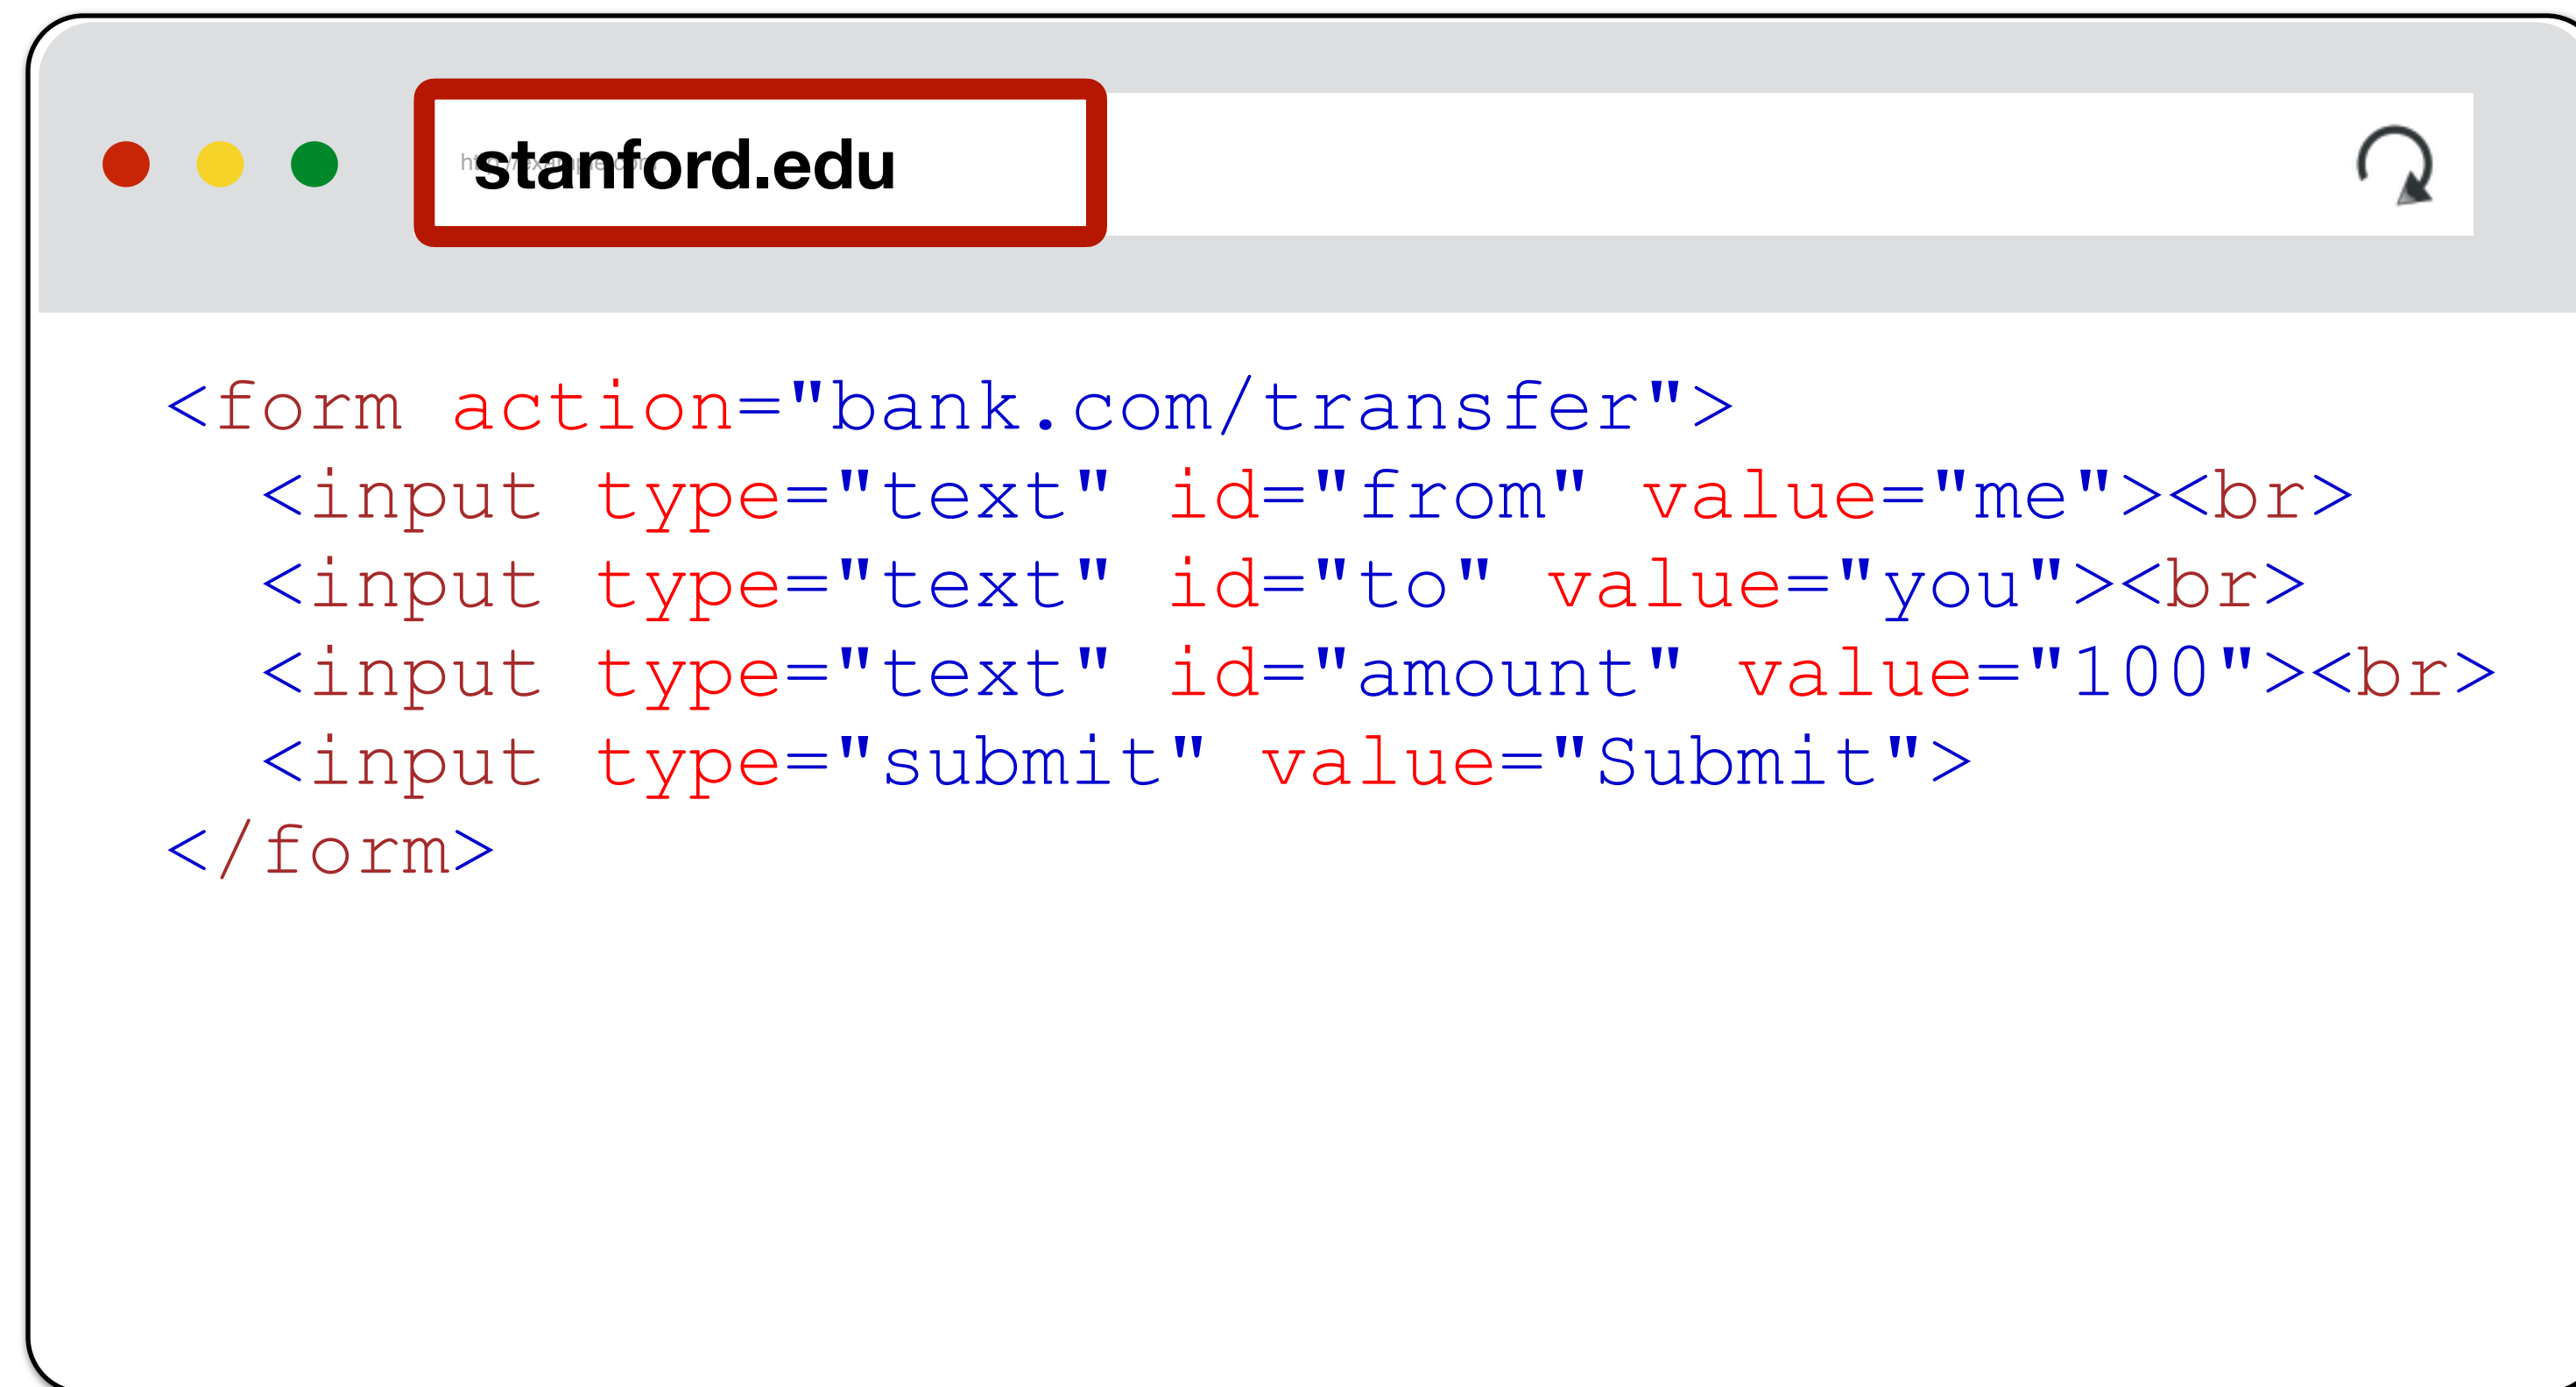 stanford.edu
<form action="bank.com/transfer">
<input type="text" id="from" value="me"><br>
<input type="text" id="to" value="you"><br>
<input type="text" id="amount" value="100"><br>
<input type="submit" value="Submit">
</form>